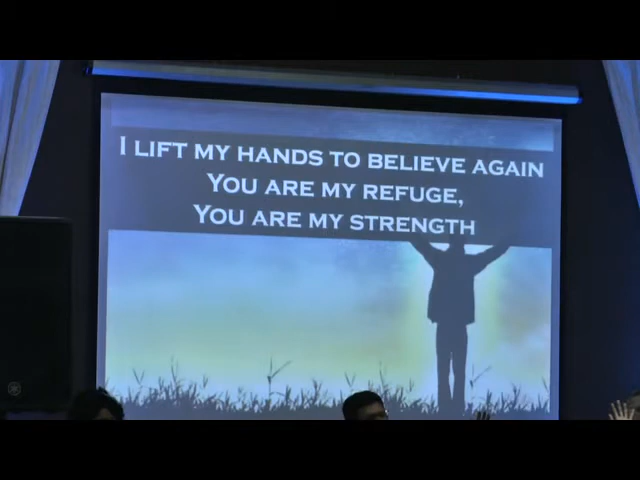 I LIFT MY HANDS TO BELIEVE AGAIN
YOU ARE MY REFUGE,
YOU ARE MY STRENGTH